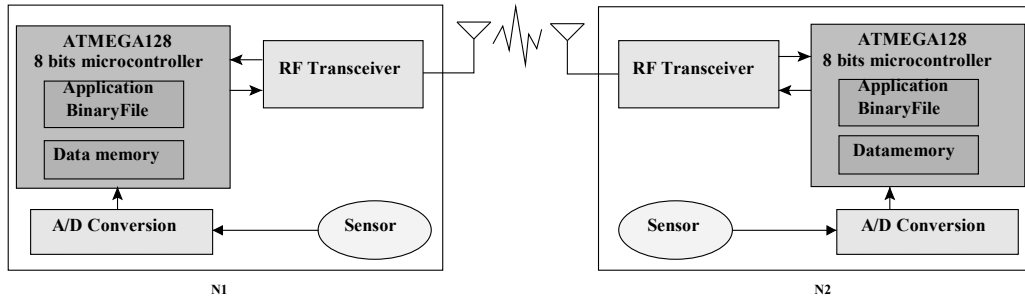 ATMEGA128
8 bits microcontroller
Application
BinaryFile
Data memory
RF Transceiver
A/D Conversion
Sensor
N1
RF Transceiver
ATMEGA128
8 bits microcontroller
Application
BinaryFile
Datamemory
Sensor
A/D Conversion
N2